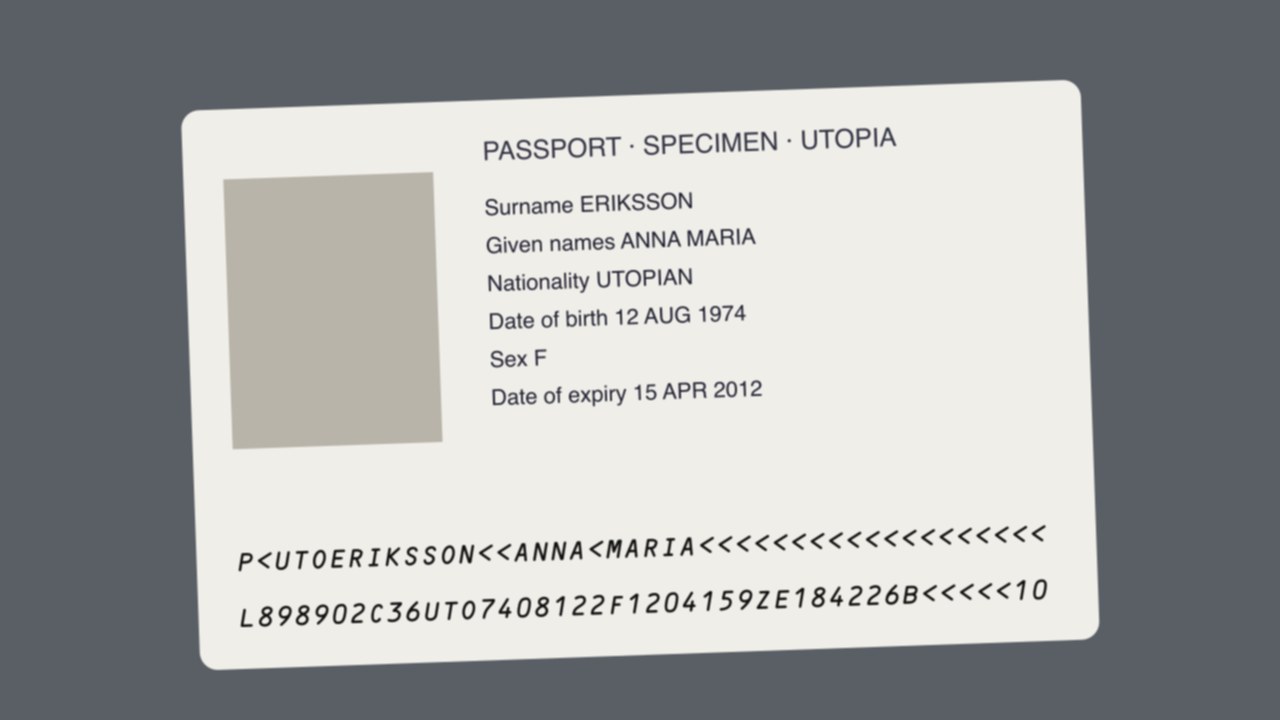 PASSPORT · SPECIMEN · UTOPIA
Surname ERIKSSON
Given names ANNA MARIA
Nationality UTOPIAN
Date of birth 12 AUG 1974
Sex F
Date of expiry 15 APR 2012
P<UTOERIKSSON<<ANNA<MARIA<<<<<<<<<<<<<<<<<<<
L898902C36UTO7408122F1204159ZE184226B<<<<<10